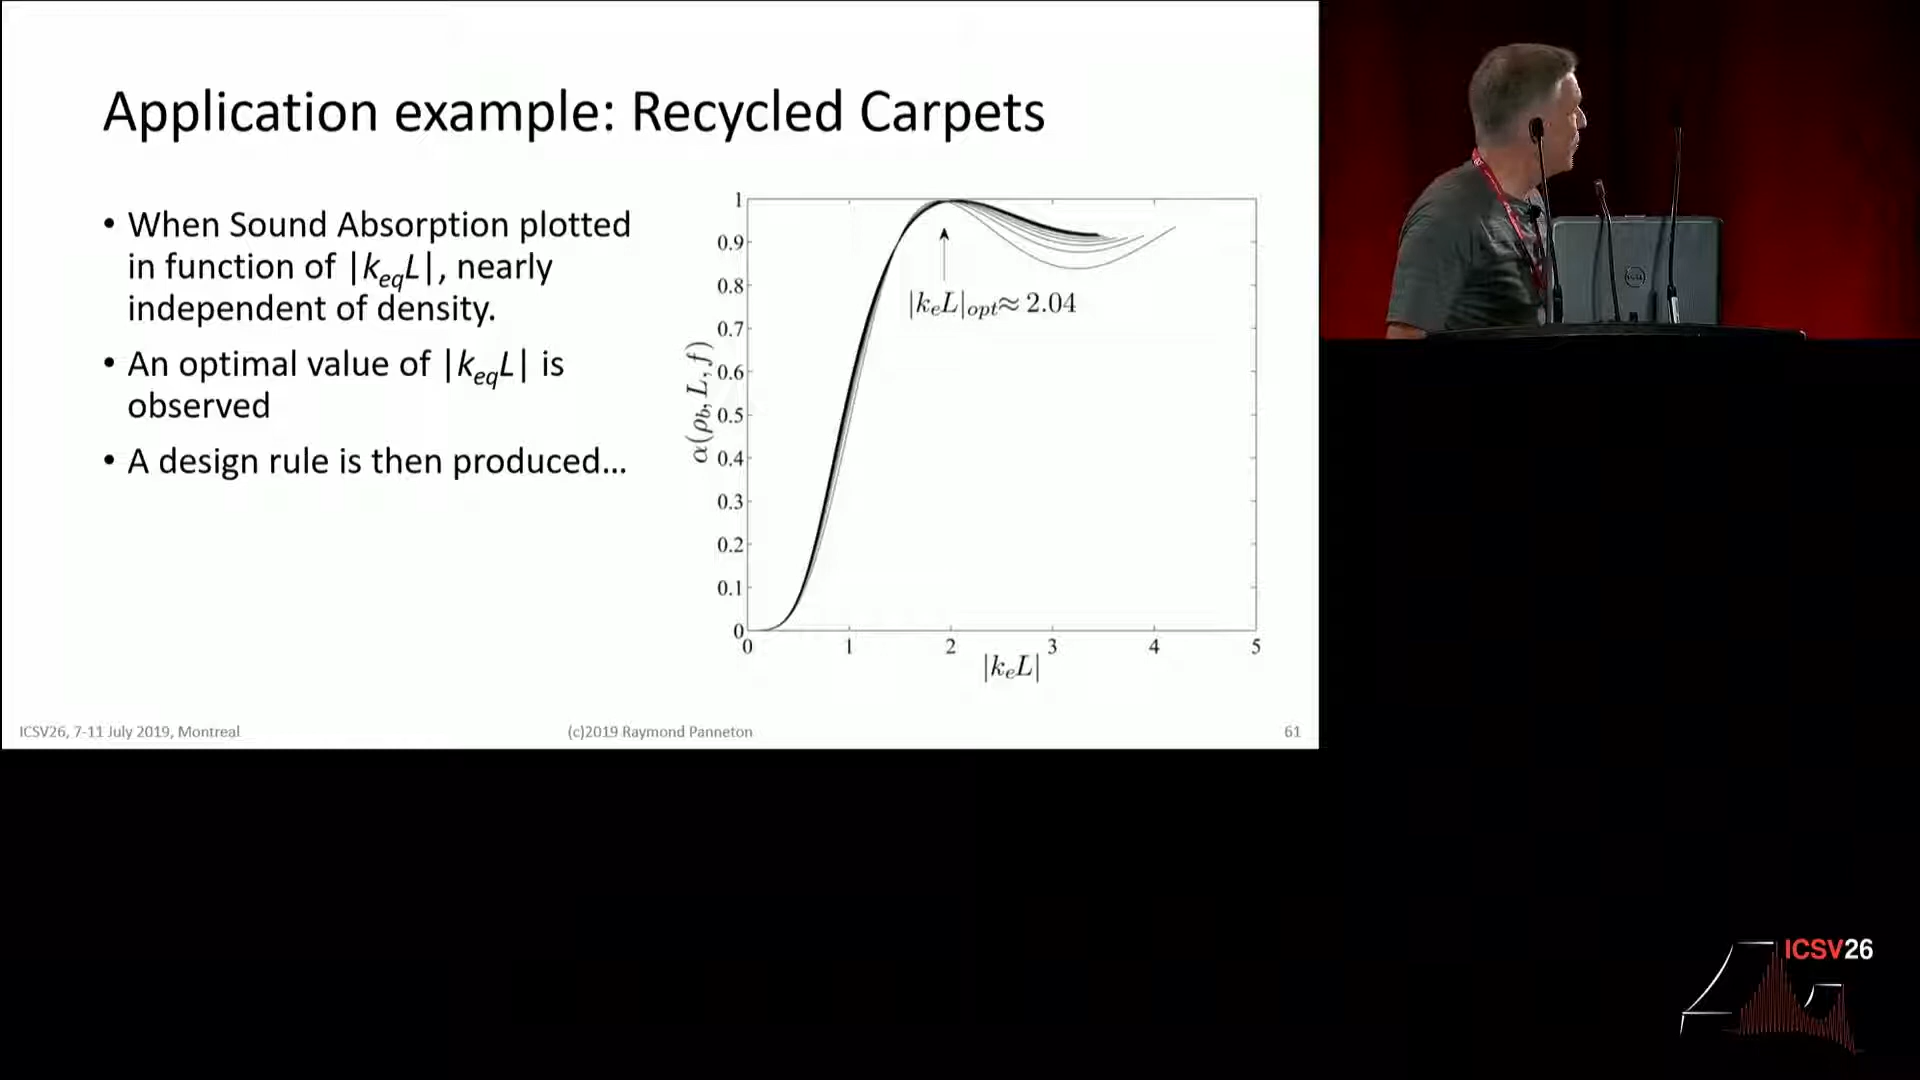 Application example: Recycled Carpets
• When Sound Absorption plotted
in function of |k_eqL|, nearly
independent of density.
• An optimal value of |k_eqL| is
observed
• A design rule is then produced...
1
0.9
0.8
0.7
0.6
0.5
0.4
0.3
0.2
0.1
0
α(ρ_b, L, f)
|k_eL|_opt≈ 2.04
0 1 2 3 4 5
|k_eL|
ICSV26, 7-11 July 2019, Montreal
(c)2019 Raymond Panneton
61
ICSV26